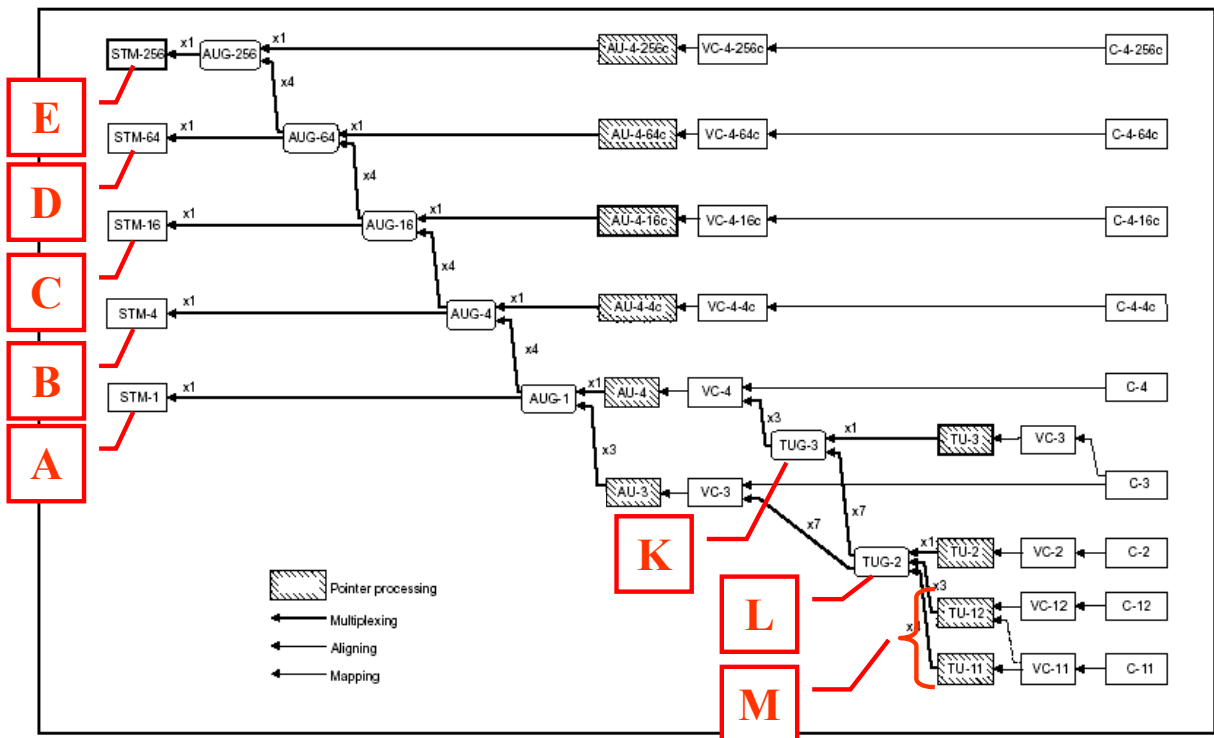 STM-256 x1 AUG-256 x1 AU-4-256c VC-4-256c C-4-256c
x4
E
STM-64 x1 AUG-64 x1 AU-4-64c VC-4-64c C-4-64c
x4
D
STM-16 x1 AUG-16 x1 AU-4-16c VC-4-16c C-4-16c
x4
C
STM-4 x1 AUG-4 x1 AU-4-4c VC-4-4c C-4-4c
x4
B
STM-1 x1 AUG-1 x1 AU-4 VC-4 C-4
x3
TUG-3 x1 TU-3 VC-3
A
x3
AU-3 VC-3 C-3
x7
x7
K
TUG-2 x1 TU-2 VC-2 C-2
x3
L
TU-12 VC-12 C-12
TU-11 VC-11 C-11
M
Pointer processing
Multiplexing
Aligning
Mapping